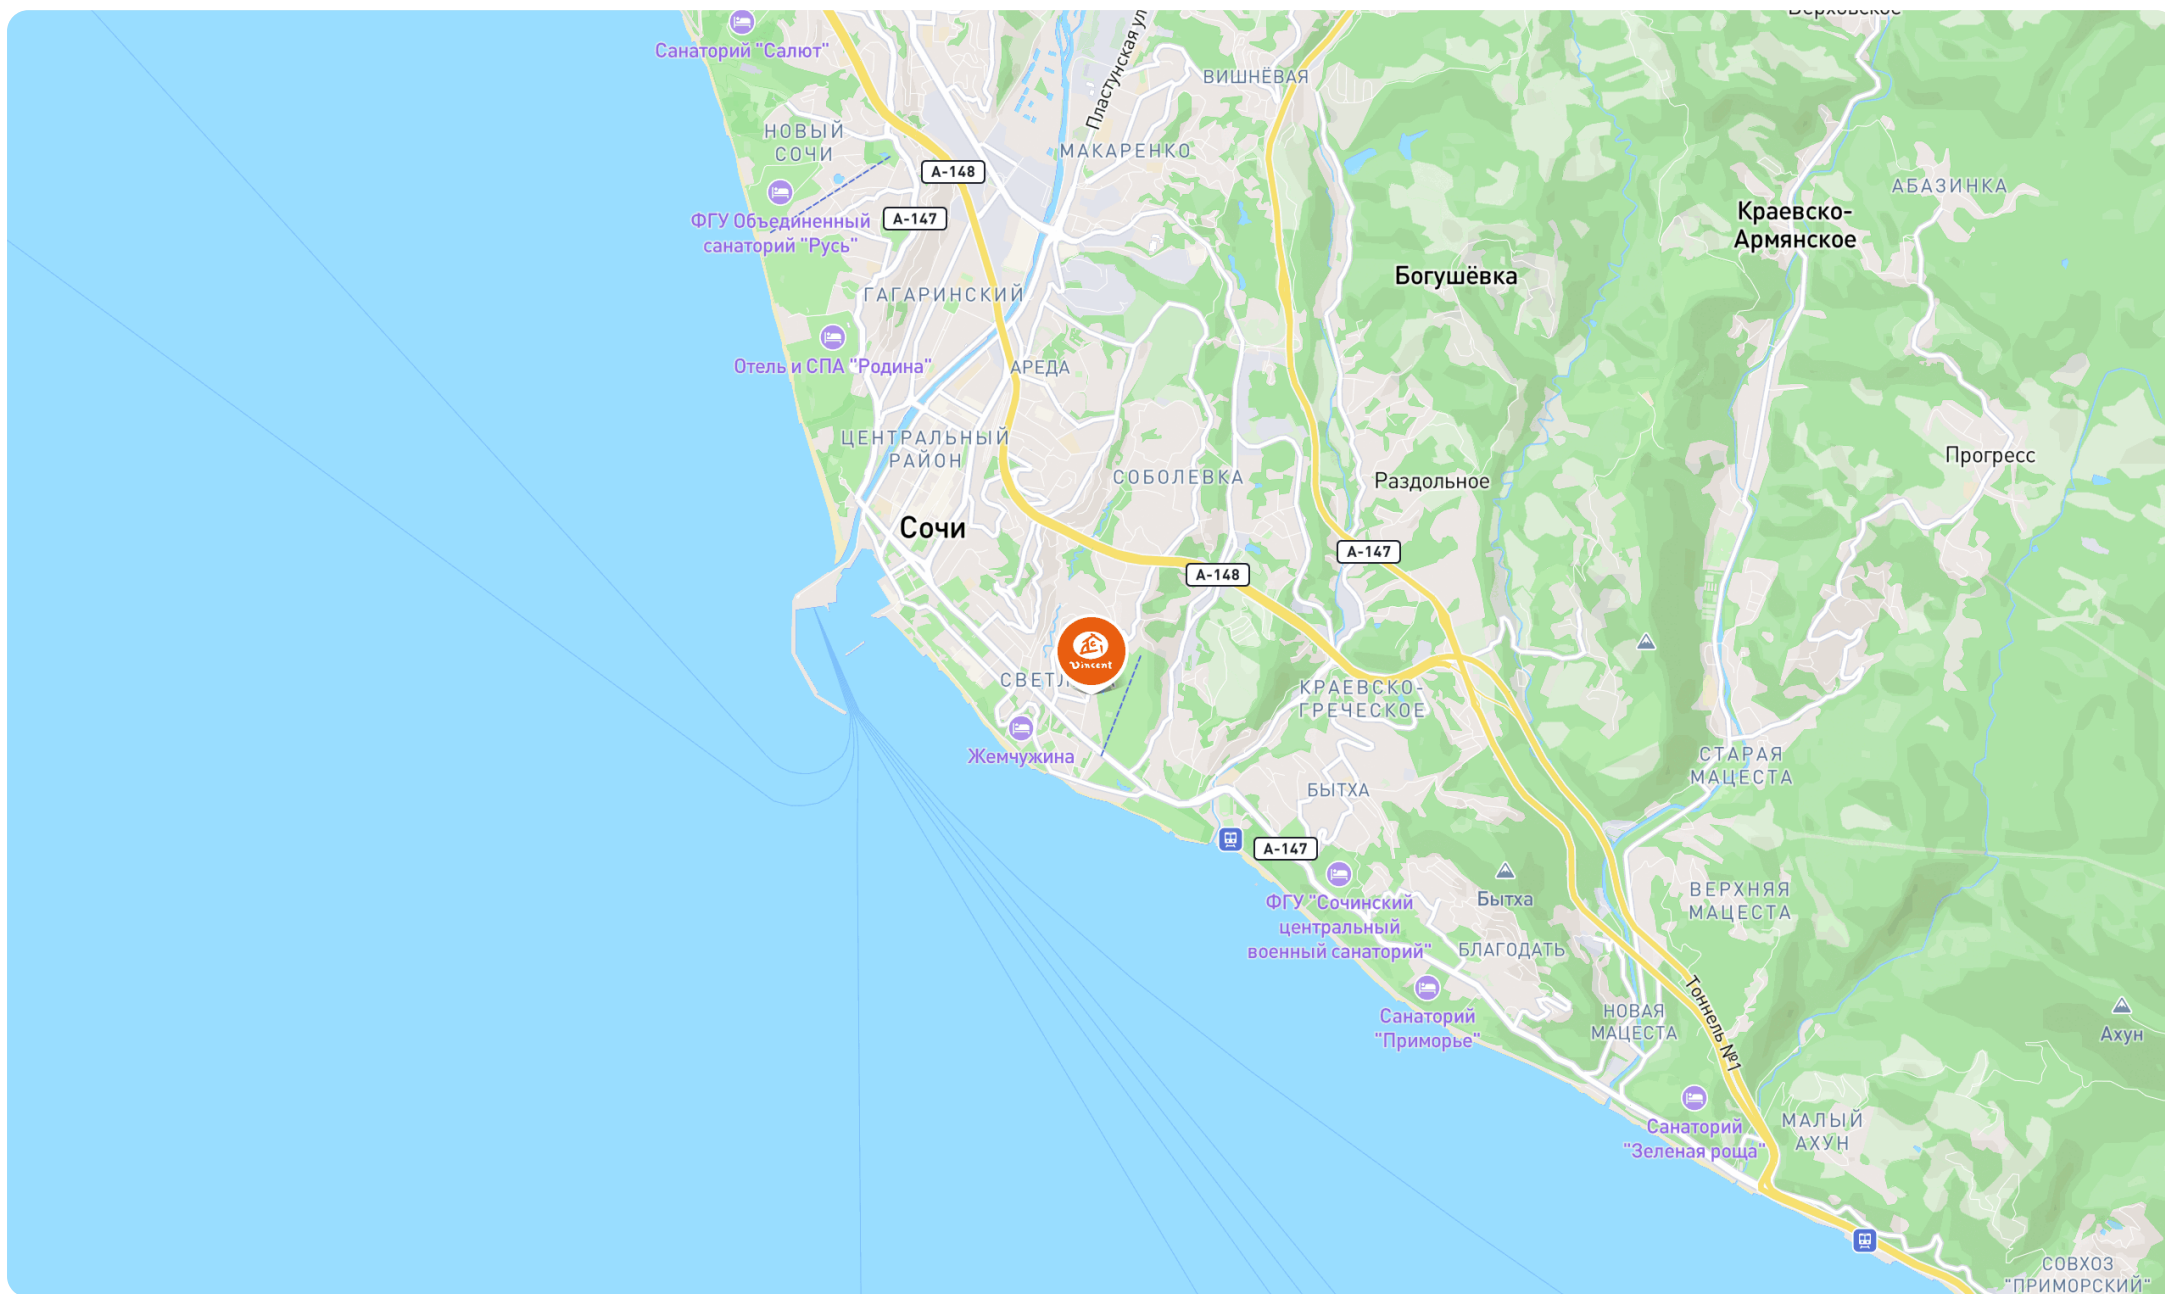 Верховское
Санаторий "Салют"
Пластунская ул
ВИШНЁВАЯ
НОВЫЙ
СОЧИ
МАКАРЕНКО
А-148
АБАЗИНКА
ФГУ Объединенный
санаторий "Русь"
А-147
Краевско-
Армянское
Богушёвка
ГАГАРИНСКИЙ
Отель и СПА "Родина"
АРЕДА
ЦЕНТРАЛЬНЫЙ
РАЙОН
СОБОЛЕВКА
Раздольное
Прогресс
Сочи
А-147
А-148
Vincent
СВЕТЛ
КРАЕВСКО-
ГРЕЧЕСКОЕ
Жемчужина
СТАРАЯ
МАЦЕСТА
БЫТХА
А-147
ФГУ "Сочинский
центральный
военный санаторий"
Бытха
ВЕРХНЯЯ
МАЦЕСТА
БЛАГОДАТЬ
Санаторий
"Приморье"
НОВАЯ
МАЦЕСТА
Тоннель №1
Ахун
Санаторий
"Зеленая роща"
МАЛЫЙ
АХУН
СОВХОЗ
"ПРИМОРСКИЙ"